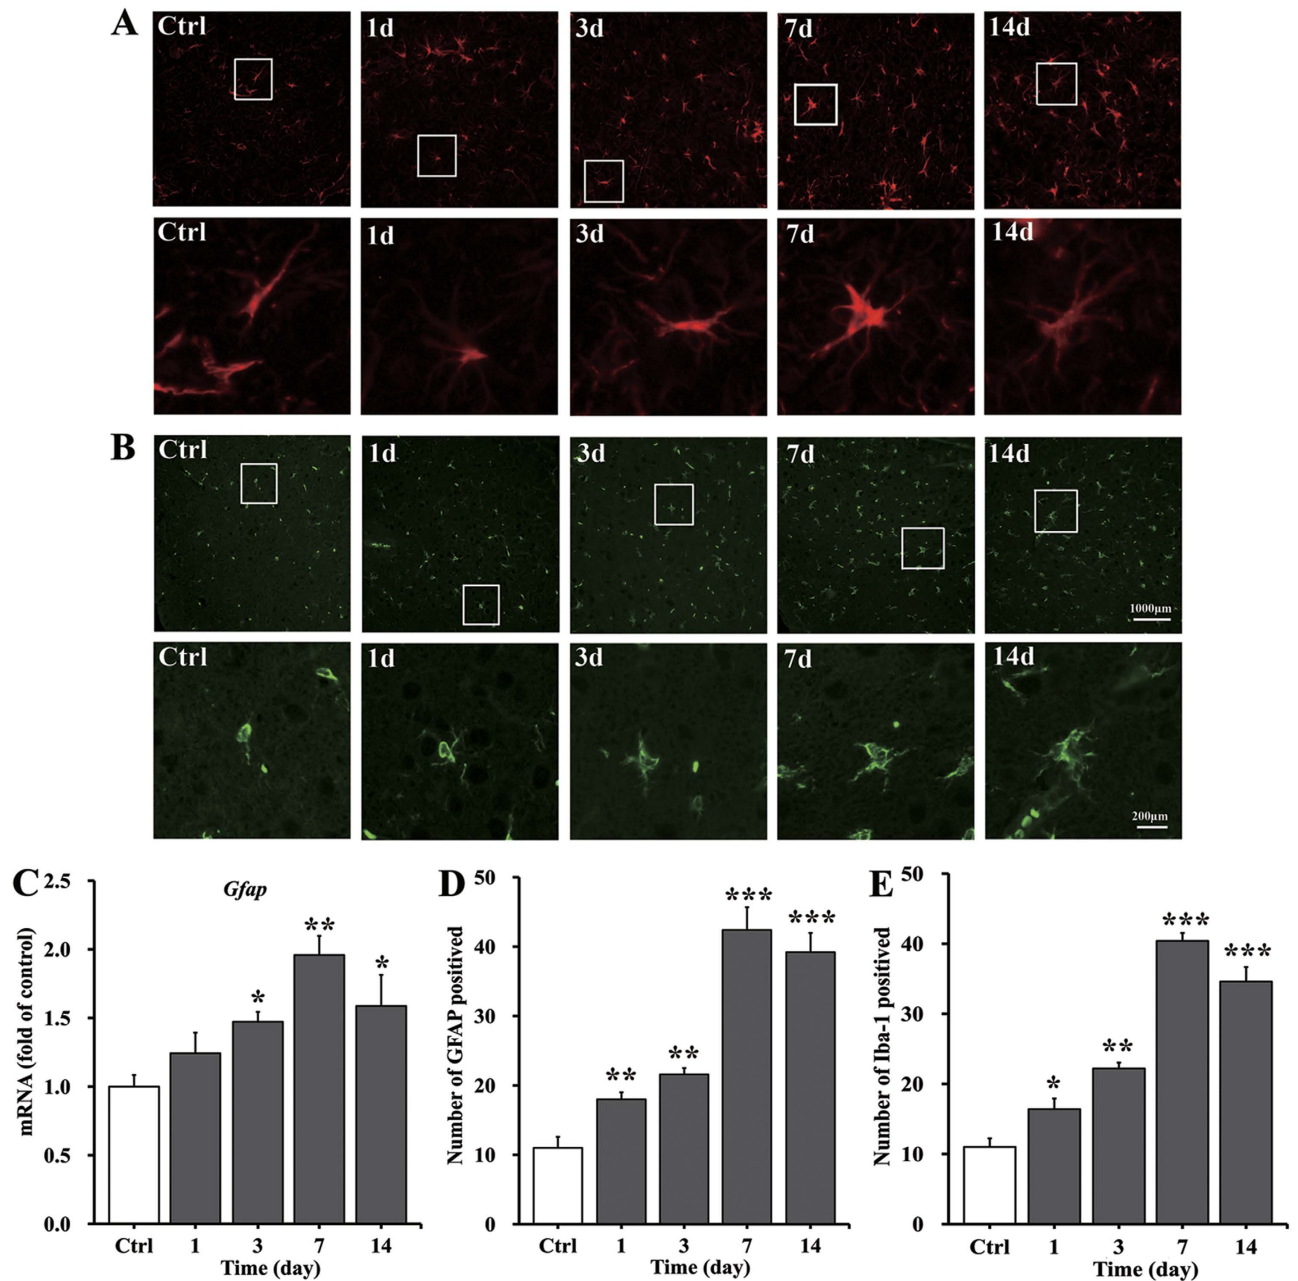 A
Ctrl 1d 3d 7d 14d
Ctrl 1d 3d 7d 14d
B
Ctrl 1d 3d 7d 14d
1000μm
Ctrl 1d 3d 7d 14d
200μm
C
Gfap
mRNA (fold of control)
2.5
2.0
1.5
1.0
0.5
0.0
** 
* *
Ctrl 1 3 7 14
Time (day)
D
Number of GFAP positived
50
40
30
20
10
0
*** ***
** **
Ctrl 1 3 7 14
Time (day)
E
Number of Iba-1 positived
50
40
30
20
10
0
*** ***
* **
Ctrl 1 3 7 14
Time (day)